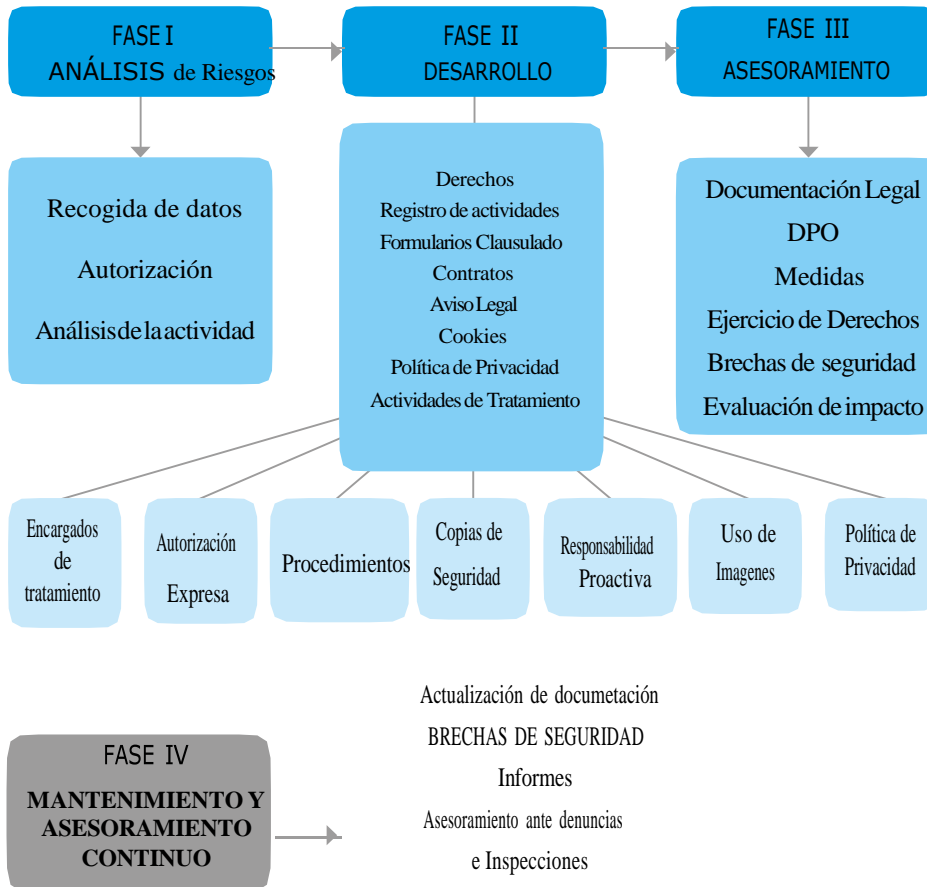 FASE I
ANÁLISIS de Riesgos
FASE II
DESARROLLO
FASE III
ASESORAMIENTO
Recogida de datos
Autorización
Análisis de la actividad
Derechos
Registro de actividades
Formularios Clausulado
Contratos
Aviso Legal
Cookies
Política de Privacidad
Actividades de Tratamiento
Documentación Legal
DPO
Medidas
Ejercicio de Derechos
Brechas de seguridad
Evaluación de impacto
Encargados
de
tratamiento
Autorización
Expresa
Procedimientos
Copias de
Seguridad
Responsabilidad
Proactiva
Uso de
Imagenes
Política de
Privacidad
FASE IV
MANTENIMIENTO Y
ASESORAMIENTO
CONTINUO
Actualización de documetación
BRECHAS DE SEGURIDAD
Informes
Asesoramiento ante denuncias
e Inspecciones